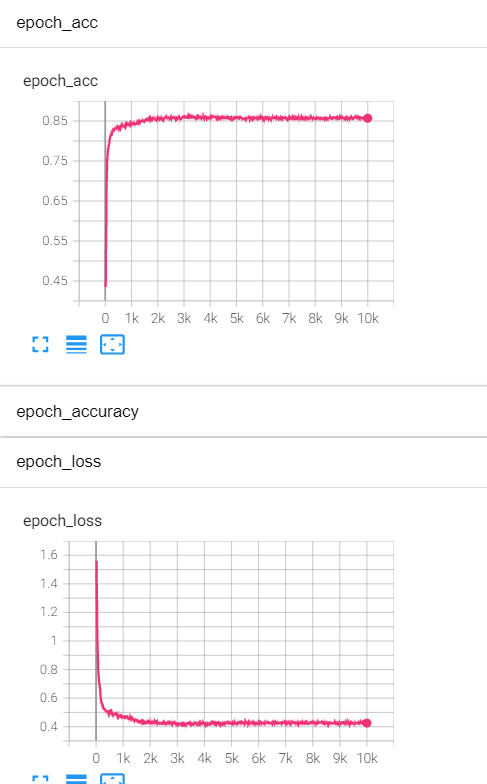 epoch_acc
epoch_acc
0.85
0.75
0.65
0.55
0.45
0 1k 2k 3k 4k 5k 6k 7k 8k 9k 10k
epoch_accuracy
epoch_loss
epoch_loss
1.6
1.4
1.2
1
0.8
0.6
0.4
0 1k 2k 3k 4k 5k 6k 7k 8k 9k 10k